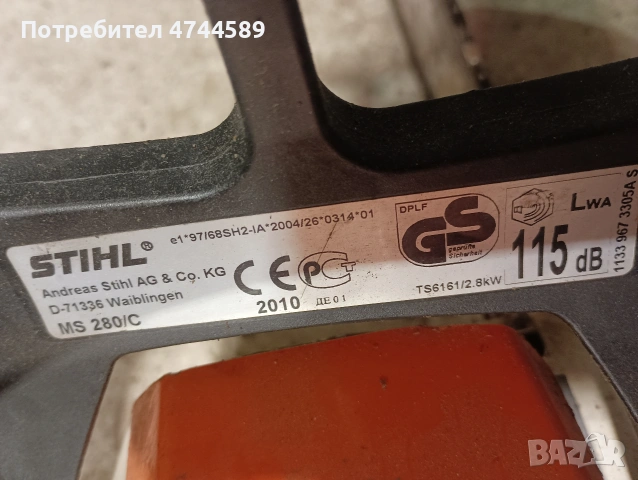 Потребител 4744589
STIHL®
e1*97/68SH2-IA*2004/26*0314*01
Andreas Stihl AG & Co. KG
D-71336 Waiblingen
MS 280/C
CE
2010
ДЕ 01
DPLF
GS
geprüfte
Sicherheit
TS6161/2.8kW
LWA
115 dB
1133 967 3305A S
BAZAR